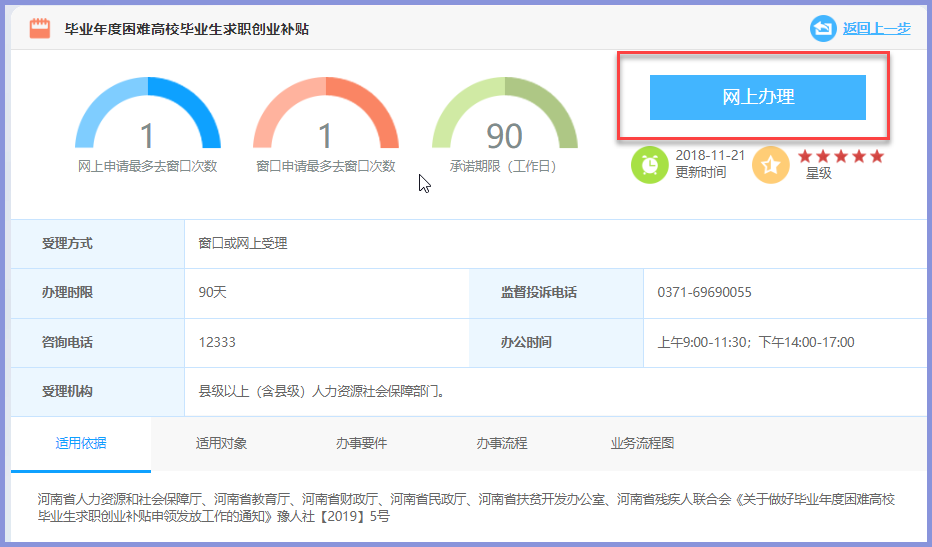 毕业年度困难高校毕业生求职创业补贴
返回上一步
1
网上申请最多去窗口次数
1
窗口申请最多去窗口次数
90
承诺期限（工作日）
网上办理
2018-11-21
更新时间
星级
受理方式
窗口或网上受理
办理时限
90天
监督投诉电话
0371-69690055
咨询电话
12333
办公时间
上午9:00-11:30；下午14:00-17:00
受理机构
县级以上（含县级）人力资源社会保障部门。
适用依据
适用对象
办事要件
办事流程
业务流程图
河南省人力资源和社会保障厅、河南省教育厅、河南省财政厅、河南省民政厅、河南省扶贫开发办公室、河南省残疾人联合会《关于做好毕业年度困难高校
毕业生求职创业补贴申领发放工作的通知》豫人社【2019】5号